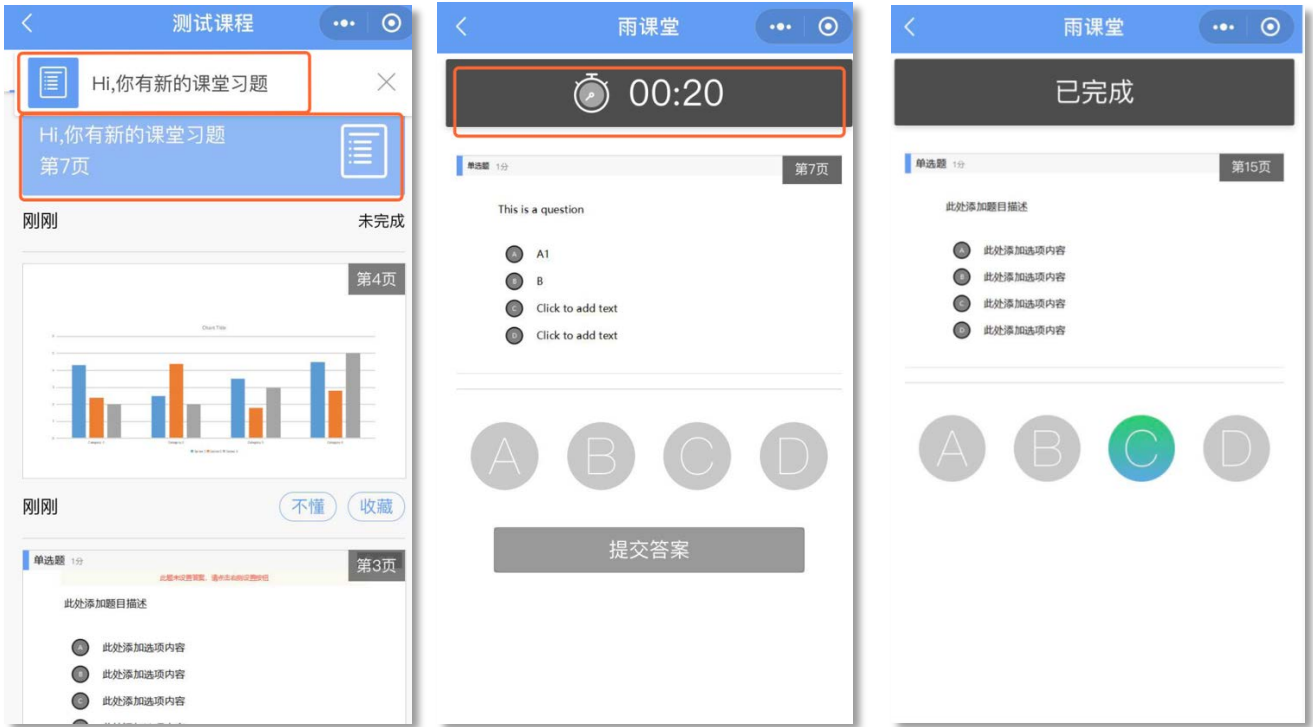 测试课程
Hi,你有新的课堂习题
Hi,你有新的课堂习题
第7页
刚刚
未完成
第4页
Chart Title
刚刚
不懂
收藏
单选题 1分
第3页
此处添加题目描述
A 此处添加选项内容
B 此处添加选项内容
C 此处添加选项内容
雨课堂
00:20
单选题 1分
第7页
This is a question
A A1
B B
C Click to add text
D Click to add text
A B C D
提交答案
雨课堂
已完成
单选题 1分
第15页
此处添加题目描述
A 此处添加选项内容
B 此处添加选项内容
C 此处添加选项内容
D 此处添加选项内容
A B C D